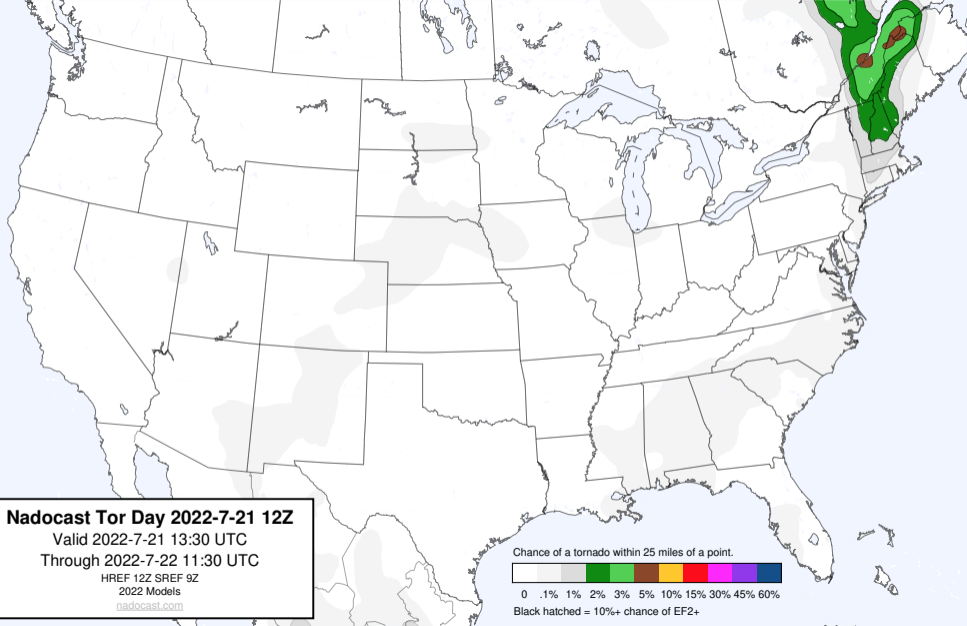 Nadocast Tor Day 2022-7-21 12Z
Valid 2022-7-21 13:30 UTC
Through 2022-7-22 11:30 UTC
HREF 12Z SREF 9Z
2022 Models
nadocast.com
Chance of a tornado within 25 miles of a point.
0 .1% 1% 2% 3% 5% 10% 15% 30% 45% 60%
Black hatched = 10%+ chance of EF2+